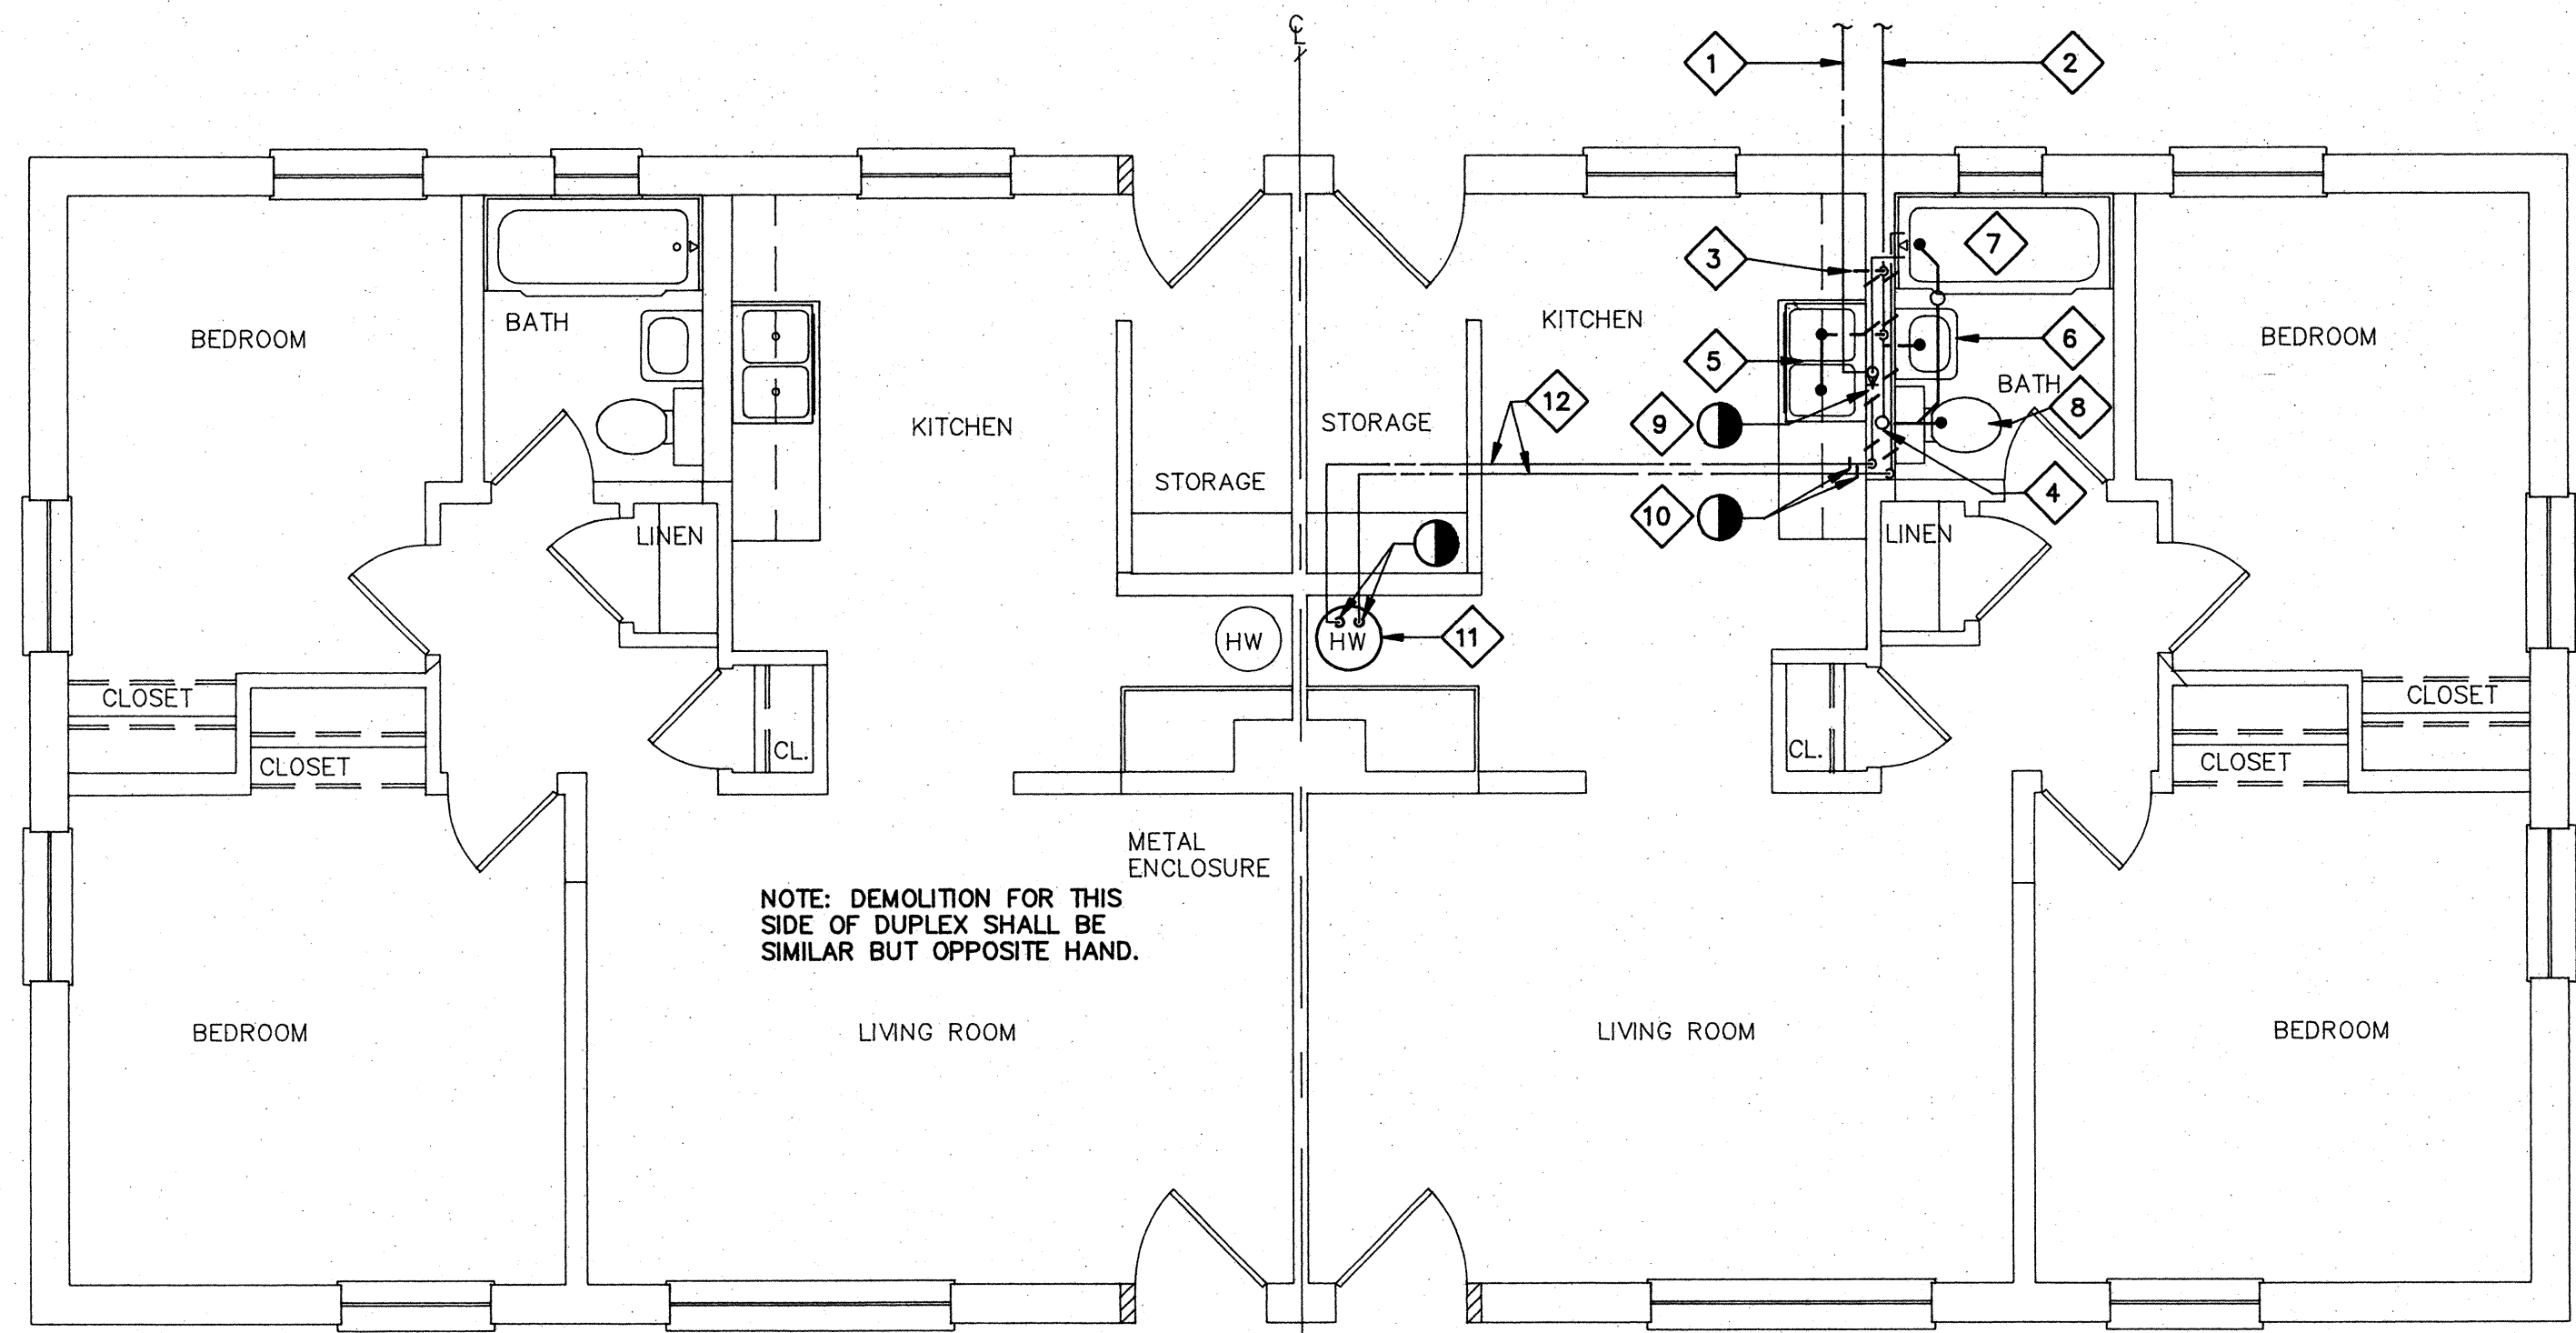 ℄
1
2
3
7
KITCHEN
BATH
BEDROOM
6
BEDROOM
5
BATH
12
8
9
STORAGE
KITCHEN
STORAGE
4
10
LINEN
LINEN
HW
HW
11
CLOSET
CLOSET
CL.
CL.
CLOSET
CLOSET
METAL
ENCLOSURE
NOTE: DEMOLITION FOR THIS
SIDE OF DUPLEX SHALL BE
SIMILAR BUT OPPOSITE HAND.
BEDROOM
LIVING ROOM
LIVING ROOM
BEDROOM